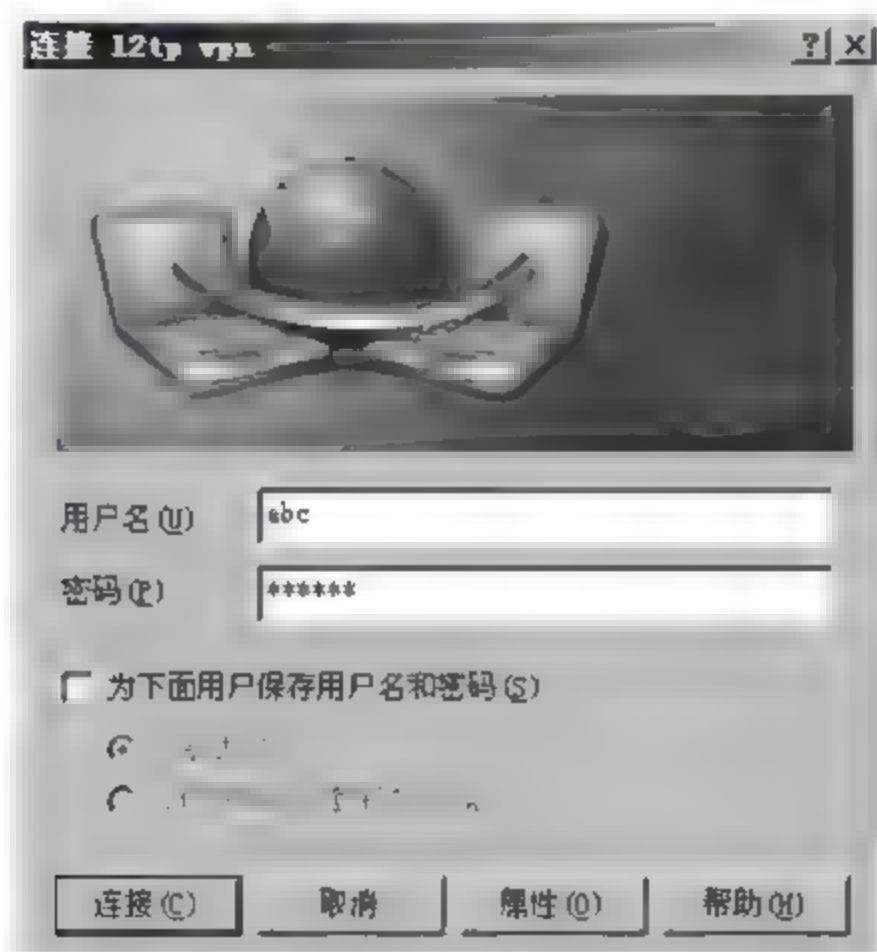 连接 l2tp vpn
用户名(U) abc
密码(P) ******
为下面用户保存用户名和密码(S)
连接(C) 取消 属性(O) 帮助(H)